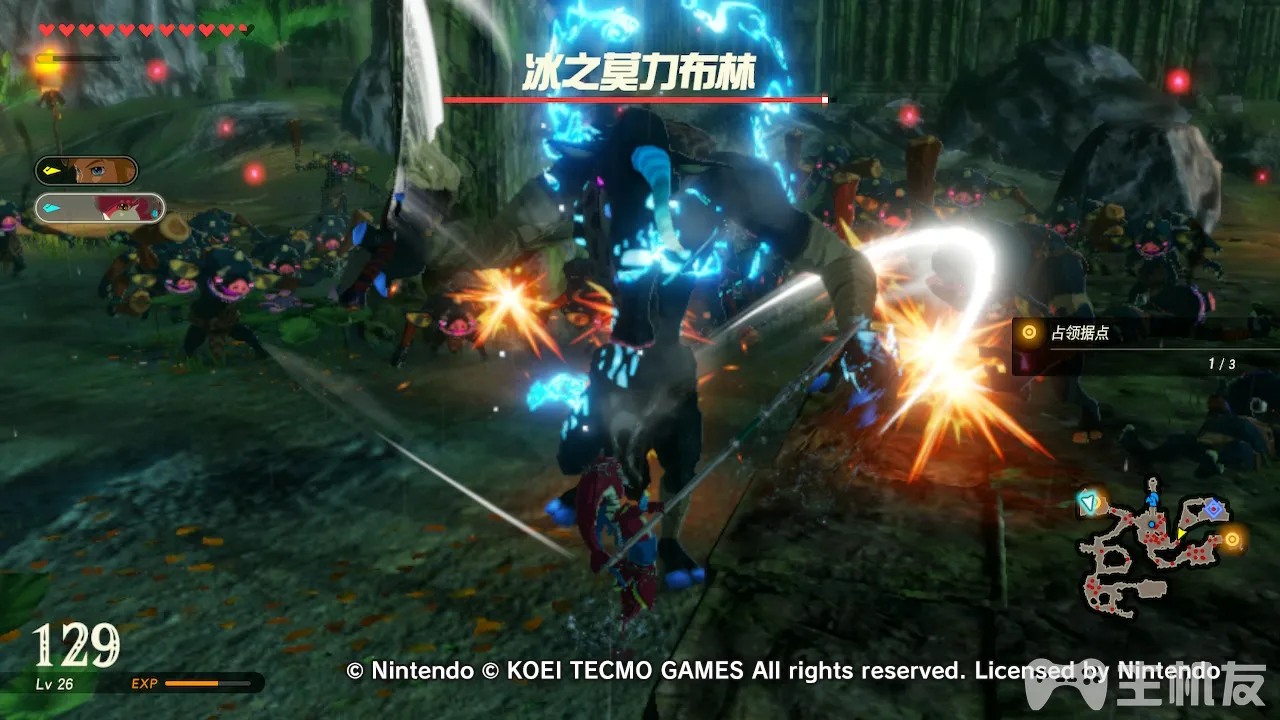 冰之莫力布林
占领据点
1 / 3
129
Lv 26
EXP
© Nintendo © KOEI TECMO GAMES All rights reserved. Licensed by Nintendo
主机友